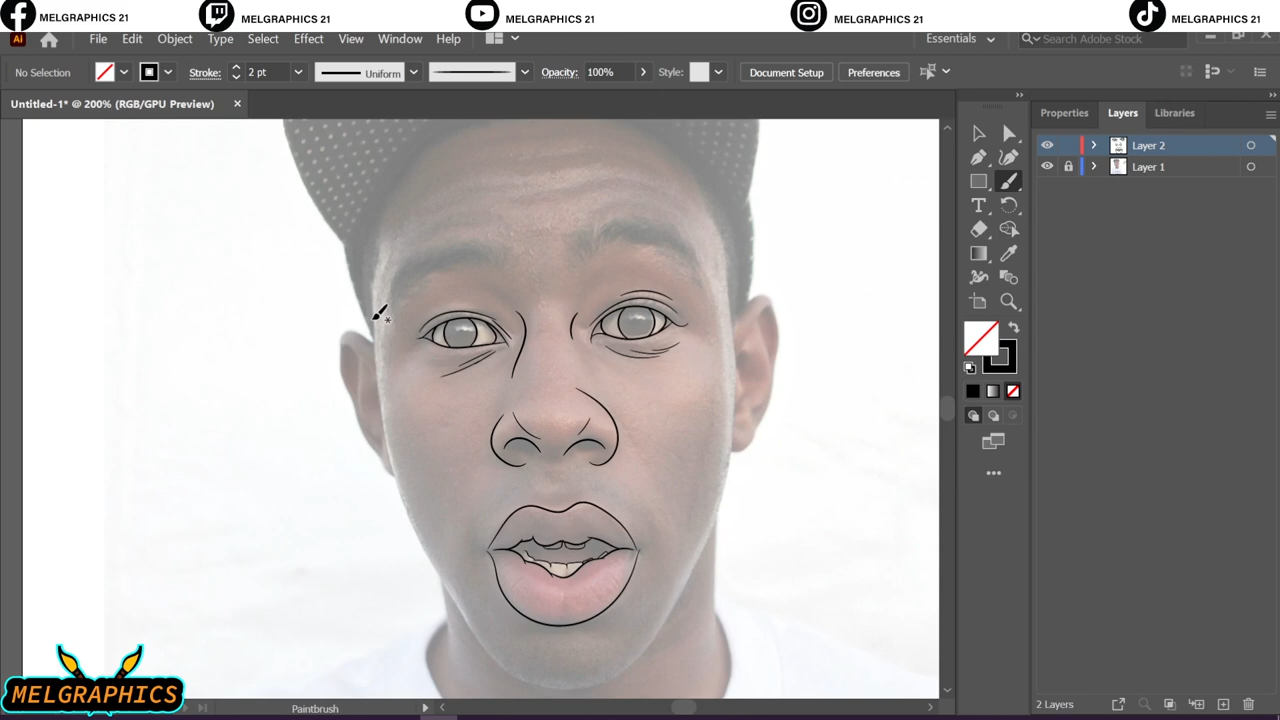 MELGRAPHICS 21
MELGRAPHICS 21
MELGRAPHICS 21
MELGRAPHICS 21
MELGRAPHICS 21
Ai
File Edit Object Type Select Effect View Window Help
Essentials
Search Adobe Stock
No Selection
Stroke:
2 pt
Uniform
Opacity:
100%
Style:
Document Setup
Preferences
Untitled-1* @ 200% (RGB/GPU Preview)
Properties
Layers
Libraries
Layer 2
Layer 1
MELGRAPHICS
Paintbrush
2 Layers